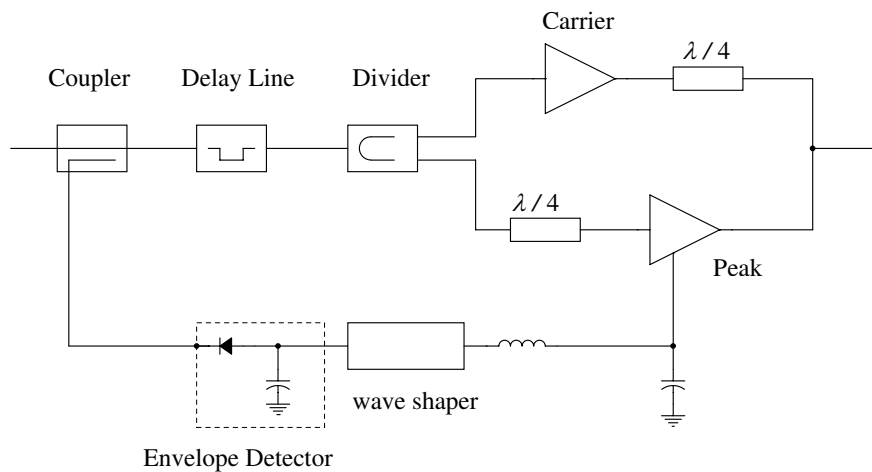 Carrier
λ/4
Coupler
Delay Line
Divider
λ/4
Peak
wave shaper
Envelope Detector